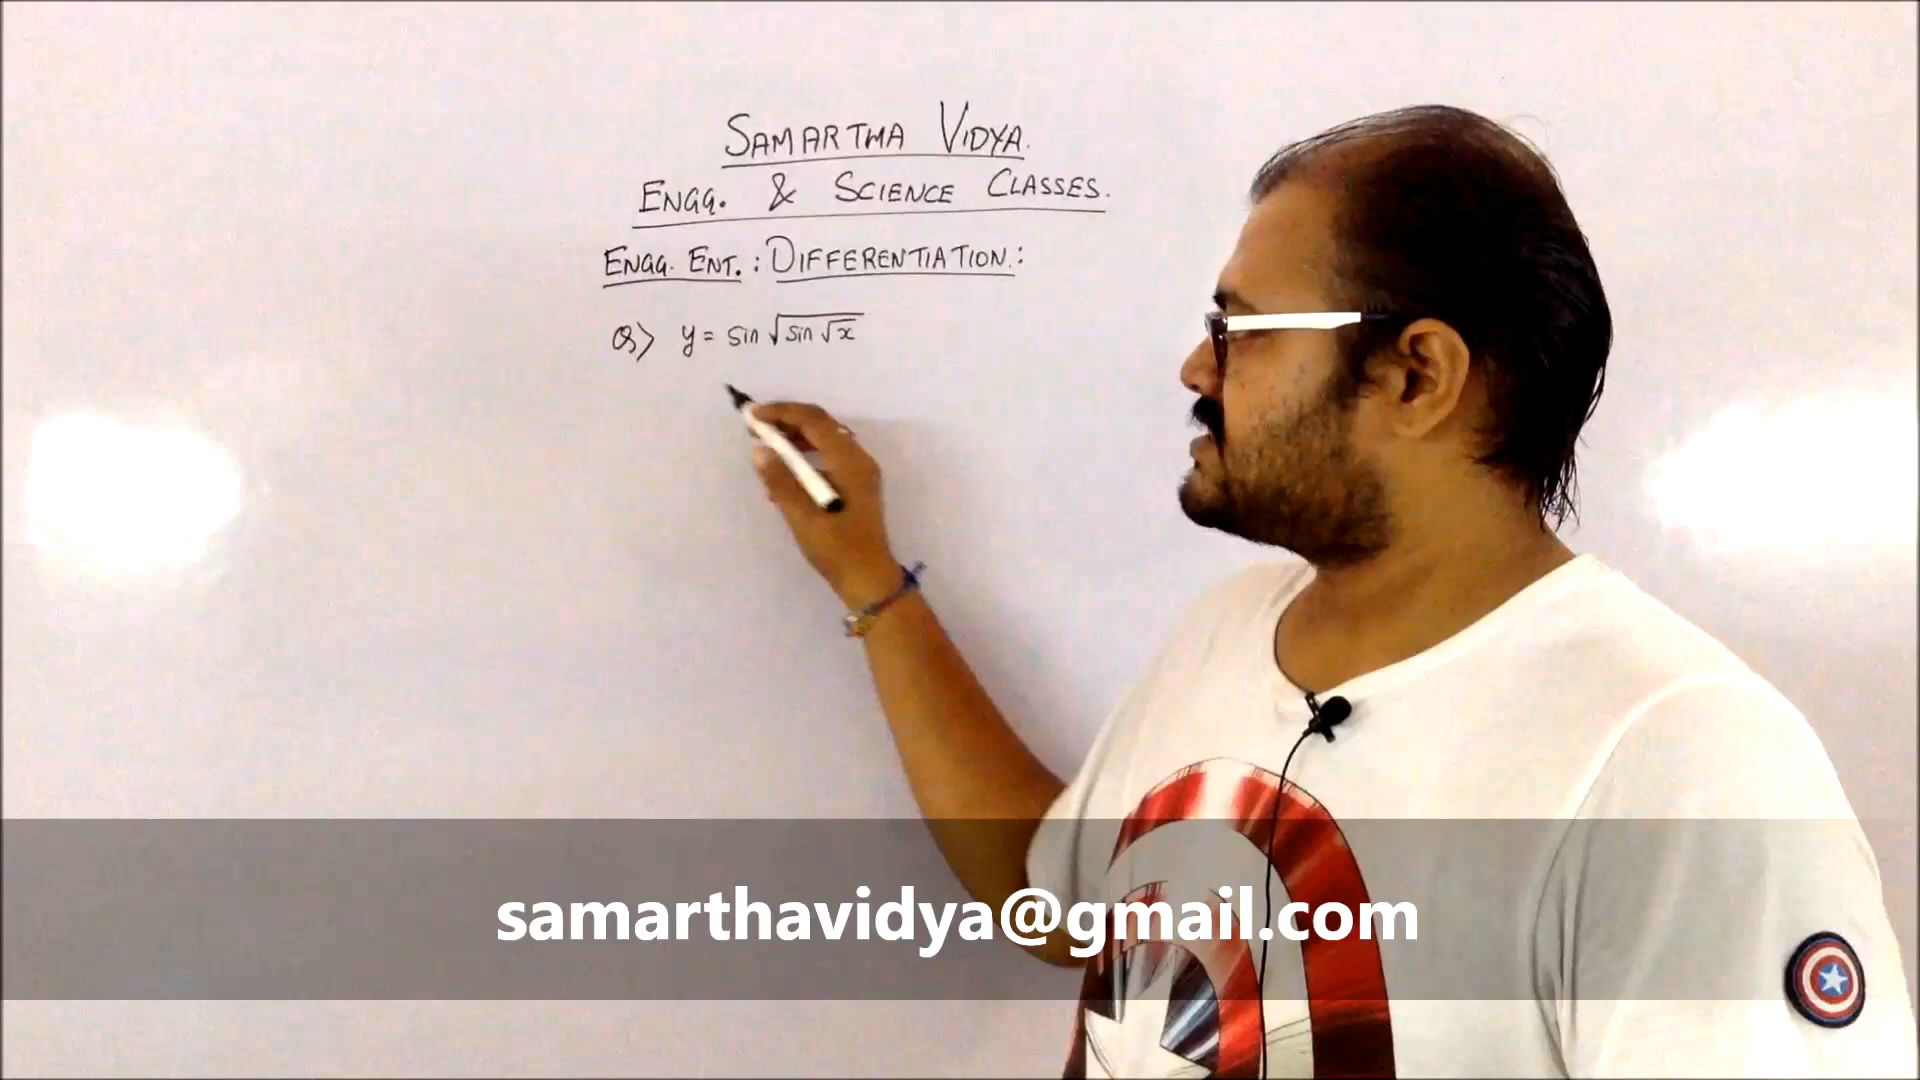 SAMARTHA VIDYA.
ENGG. & SCIENCE CLASSES.
ENGG. ENT. : DIFFERENTIATION.:
Q> y = sin √(sin √x)
samarthavidya@gmail.com